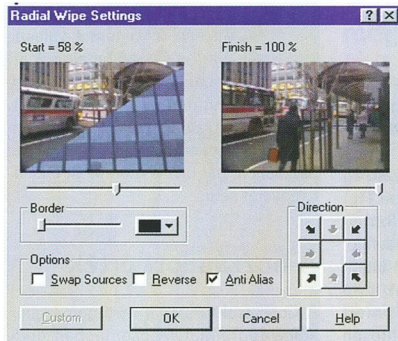 Radial Wipe Settings
Start = 58 %
Finish = 100 %
Border
Direction
Options
Swap Sources
Reverse
Anti Alias
Custom
OK
Cancel
Help